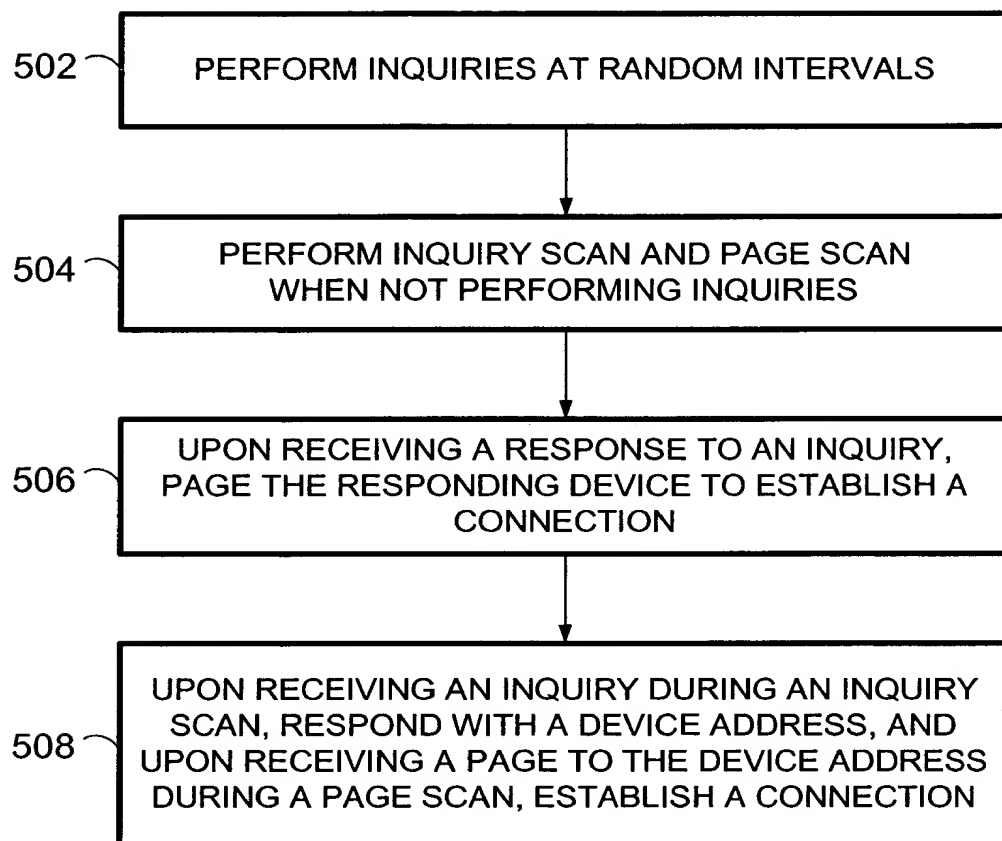 502
PERFORM INQUIRIES AT RANDOM INTERVALS
504
PERFORM INQUIRY SCAN AND PAGE SCAN
WHEN NOT PERFORMING INQUIRIES
506
UPON RECEIVING A RESPONSE TO AN INQUIRY,
PAGE THE RESPONDING DEVICE TO ESTABLISH A
CONNECTION
508
UPON RECEIVING AN INQUIRY DURING AN INQUIRY
SCAN, RESPOND WITH A DEVICE ADDRESS, AND
UPON RECEIVING A PAGE TO THE DEVICE ADDRESS
DURING A PAGE SCAN, ESTABLISH A CONNECTION